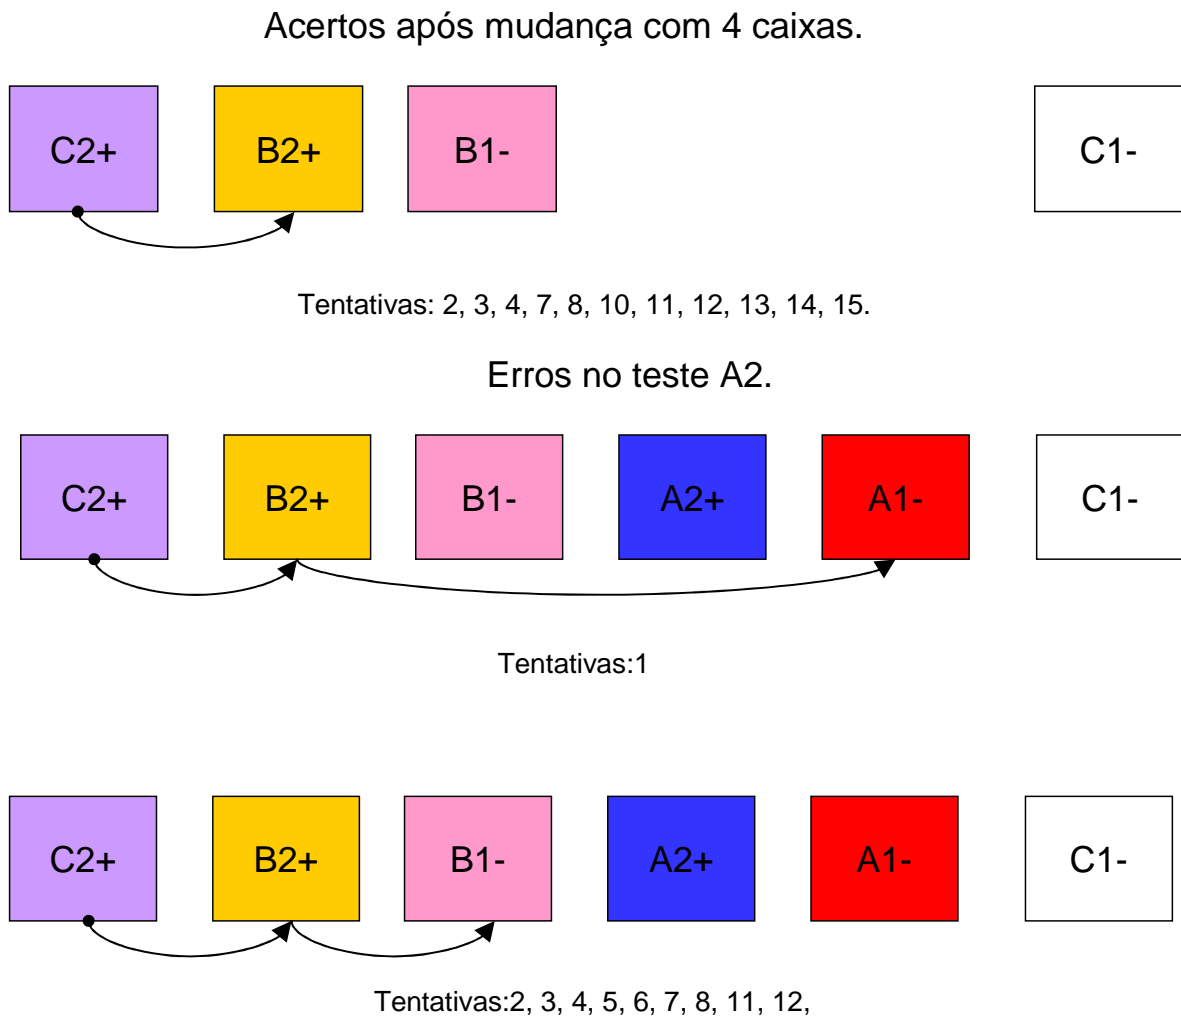 Acertos após mudança com 4 caixas.
C2+ B2+ B1- C1-
Tentativas: 2, 3, 4, 7, 8, 10, 11, 12, 13, 14, 15.
Erros no teste A2.
C2+ B2+ B1- A2+ A1- C1-
Tentativas:1
C2+ B2+ B1- A2+ A1- C1-
Tentativas:2, 3, 4, 5, 6, 7, 8, 11, 12,